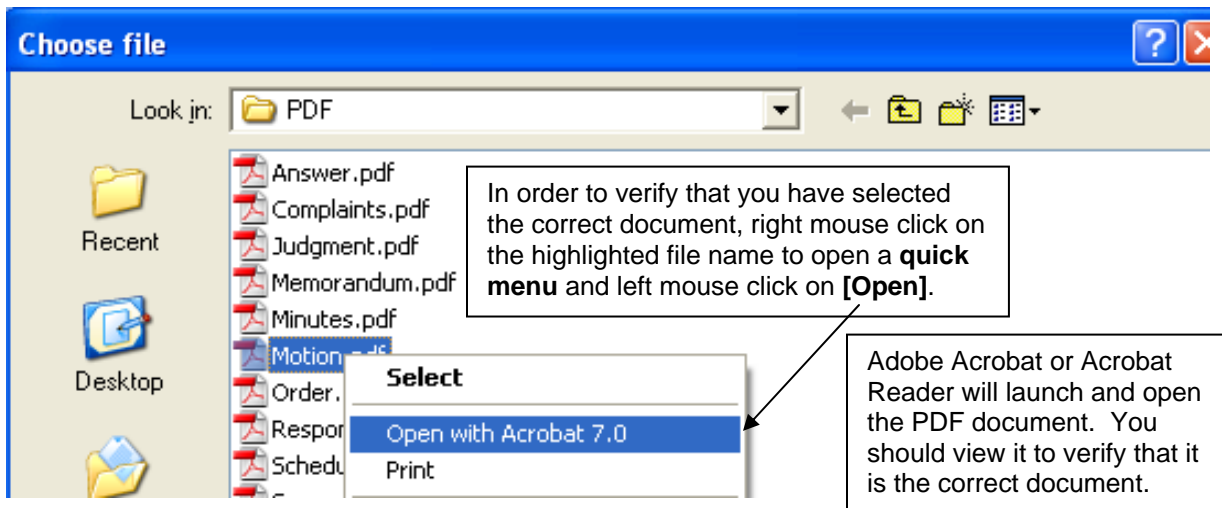 Choose file
Look in: PDF
Recent
Desktop
Answer.pdf
Complaints.pdf
Judgment.pdf
Memorandum.pdf
Minutes.pdf
Motion.pdf
Order.
Respor
Schedu
Select
Open with Acrobat 7.0
Print
In order to verify that you have selected
the correct document, right mouse click on
the highlighted file name to open a quick
menu and left mouse click on [Open].
Adobe Acrobat or Acrobat
Reader will launch and open
the PDF document. You
should view it to verify that it
is the correct document.